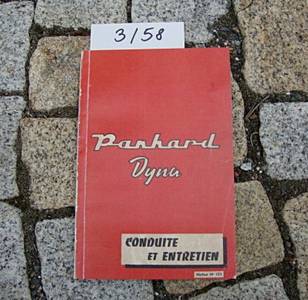 3/58
Panhard
Dyna
CONDUITE
ET ENTRETIEN